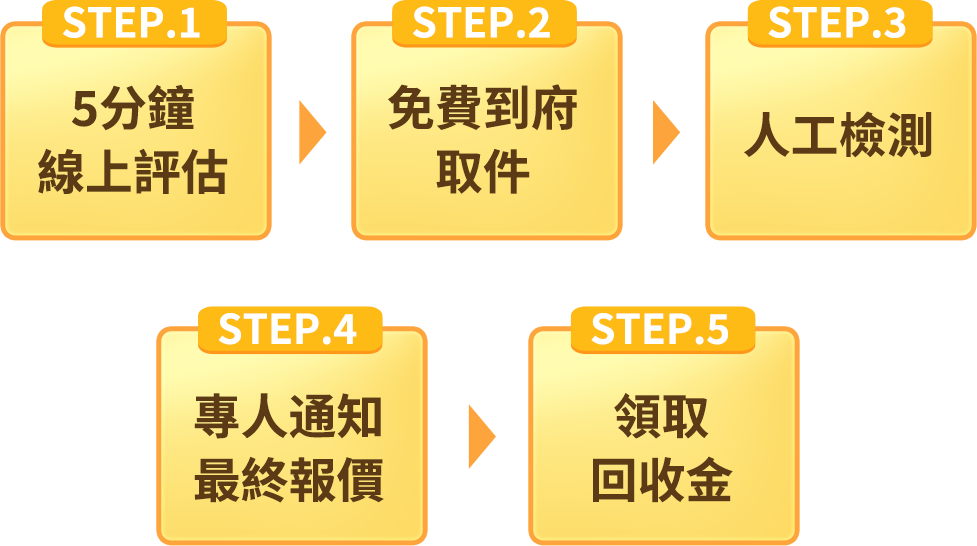 STEP.1
5分鐘
線上評估
STEP.2
免費到府
取件
STEP.3
人工檢測
STEP.4
專人通知
最終報價
STEP.5
領取
回收金